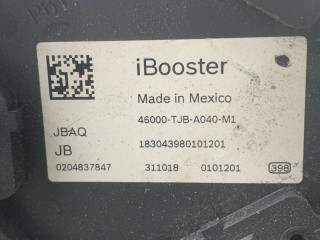 iBooster
Made in Mexico
46000-TJB-A040-M1
JBAQ
183043980101201
JB
0204837847 311018 0101201 398